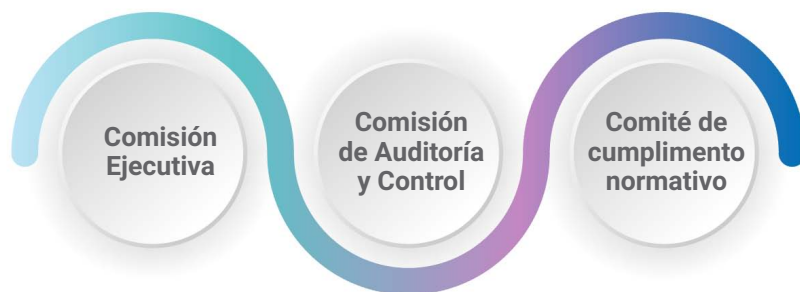 Comisión
Ejecutiva
Comisión
de Auditoría
y Control
Comité de
cumplimento
normativo